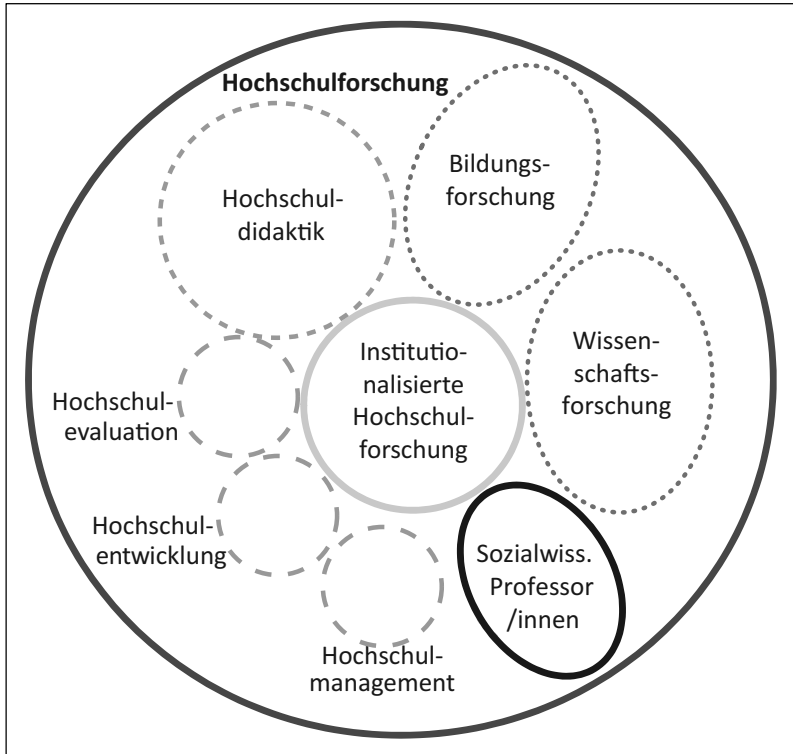 Hochschulforschung
Bildungs-
forschung
Hochschul-
didaktik
Wissen-
schafts-
forschung
Institutio-
nalisierte
Hochschul-
forschung
Hochschul-
evaluation
Hochschul-
entwicklung
Sozialwiss.
Professor
/innen
Hochschul-
management